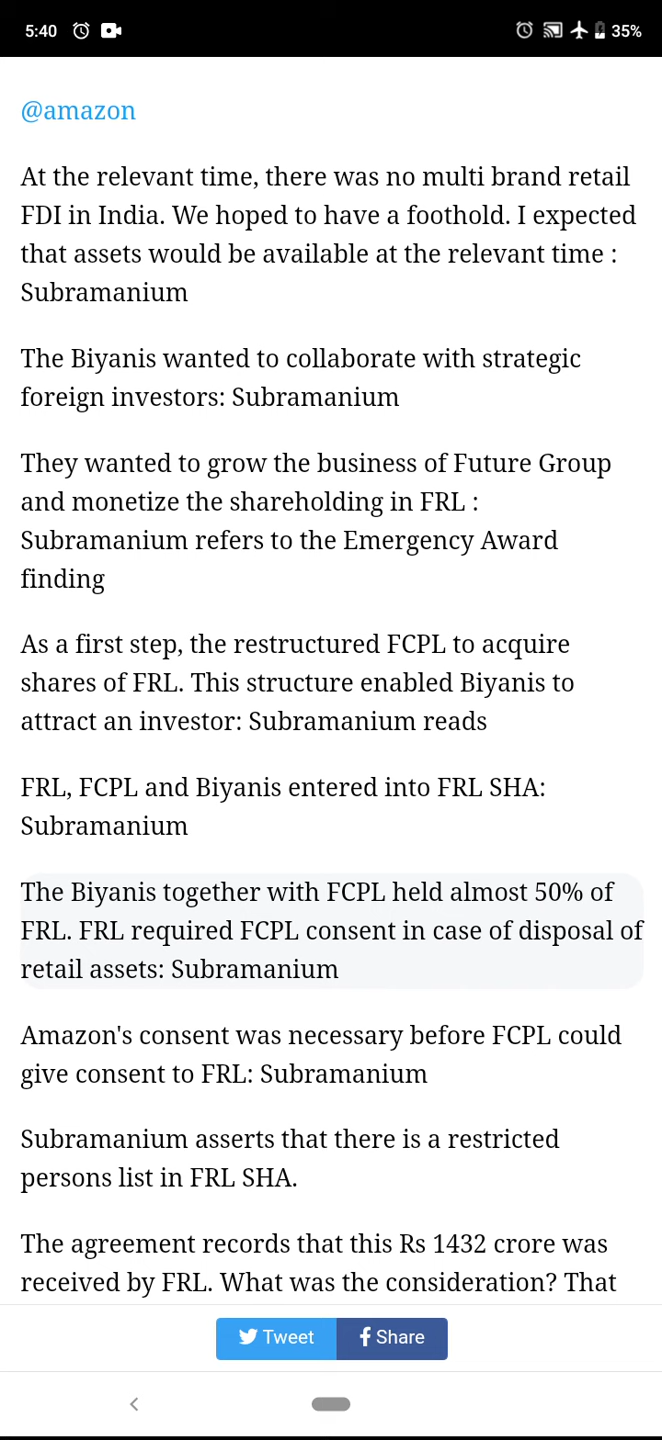 5:40
35%
@amazon
At the relevant time, there was no multi brand retail
FDI in India. We hoped to have a foothold. I expected
that assets would be available at the relevant time :
Subramanium
The Biyanis wanted to collaborate with strategic
foreign investors: Subramanium
They wanted to grow the business of Future Group
and monetize the shareholding in FRL :
Subramanium refers to the Emergency Award
finding
As a first step, the restructured FCPL to acquire
shares of FRL. This structure enabled Biyanis to
attract an investor: Subramanium reads
FRL, FCPL and Biyanis entered into FRL SHA:
Subramanium
The Biyanis together with FCPL held almost 50% of
FRL. FRL required FCPL consent in case of disposal of
retail assets: Subramanium
Amazon's consent was necessary before FCPL could
give consent to FRL: Subramanium
Subramanium asserts that there is a restricted
persons list in FRL SHA.
The agreement records that this Rs 1432 crore was
received by FRL. What was the consideration? That
Tweet
Share